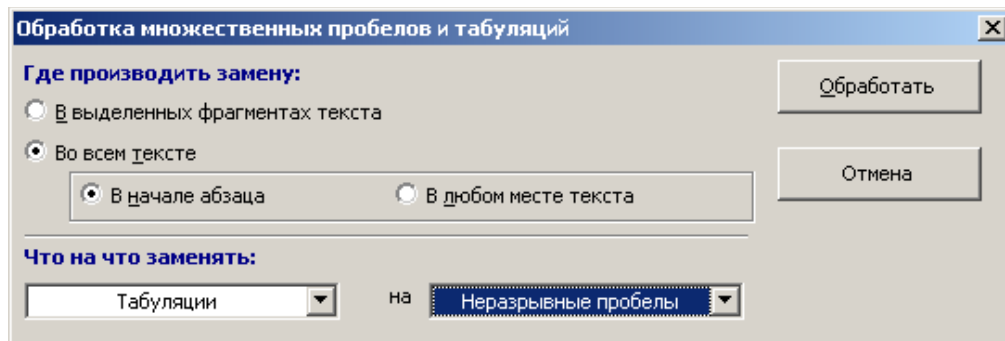 Обработка множественных пробелов и табуляций
Где производить замену:
Обработать
В выделенных фрагментах текста
Во всем тексте
Отмена
В начале абзаца В любом месте текста
Что на что заменять:
Табуляции на Неразрывные пробелы